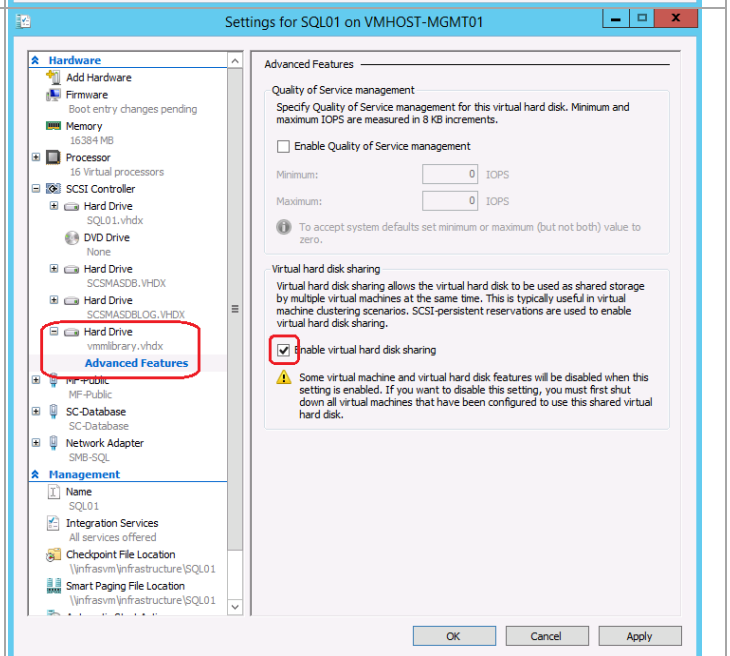 Settings for SQL01 on VMHOST-MGMT01
Hardware
Add Hardware
Firmware
Boot entry changes pending
Memory
16384 MB
Processor
16 Virtual processors
SCSI Controller
Hard Drive
SQL01.vhdx
DVD Drive
None
Hard Drive
SCSMASDB.VHDX
Hard Drive
SCSMASDBLOG.VHDX
Hard Drive
vmmlibrary.vhdx
Advanced Features
MF-Public
MF-Public
SC-Database
SC-Database
Network Adapter
SMB-SQL
Management
Name
SQL01
Integration Services
All services offered
Checkpoint File Location
\\infrasvm\infrastructure\SQL01
Smart Paging File Location
\\infrasvm\infrastructure\SQL01
Advanced Features
Quality of Service management
Specify Quality of Service management for this virtual hard disk. Minimum and
maximum IOPS are measured in 8 KB increments.
Enable Quality of Service management
Minimum: 0 IOPS
Maximum: 0 IOPS
To accept system defaults set minimum or maximum (but not both) value to
zero.
Virtual hard disk sharing
Virtual hard disk sharing allows the virtual hard disk to be used as shared storage
by multiple virtual machines at the same time. This is typically useful in virtual
machine clustering scenarios. SCSI-persistent reservations are used to enable
virtual hard disk sharing.
Enable virtual hard disk sharing
Some virtual machine and virtual hard disk features will be disabled when this
setting is enabled. If you want to disable this setting, you must first shut
down all virtual machines that have been configured to use this shared virtual
hard disk.
OK Cancel Apply